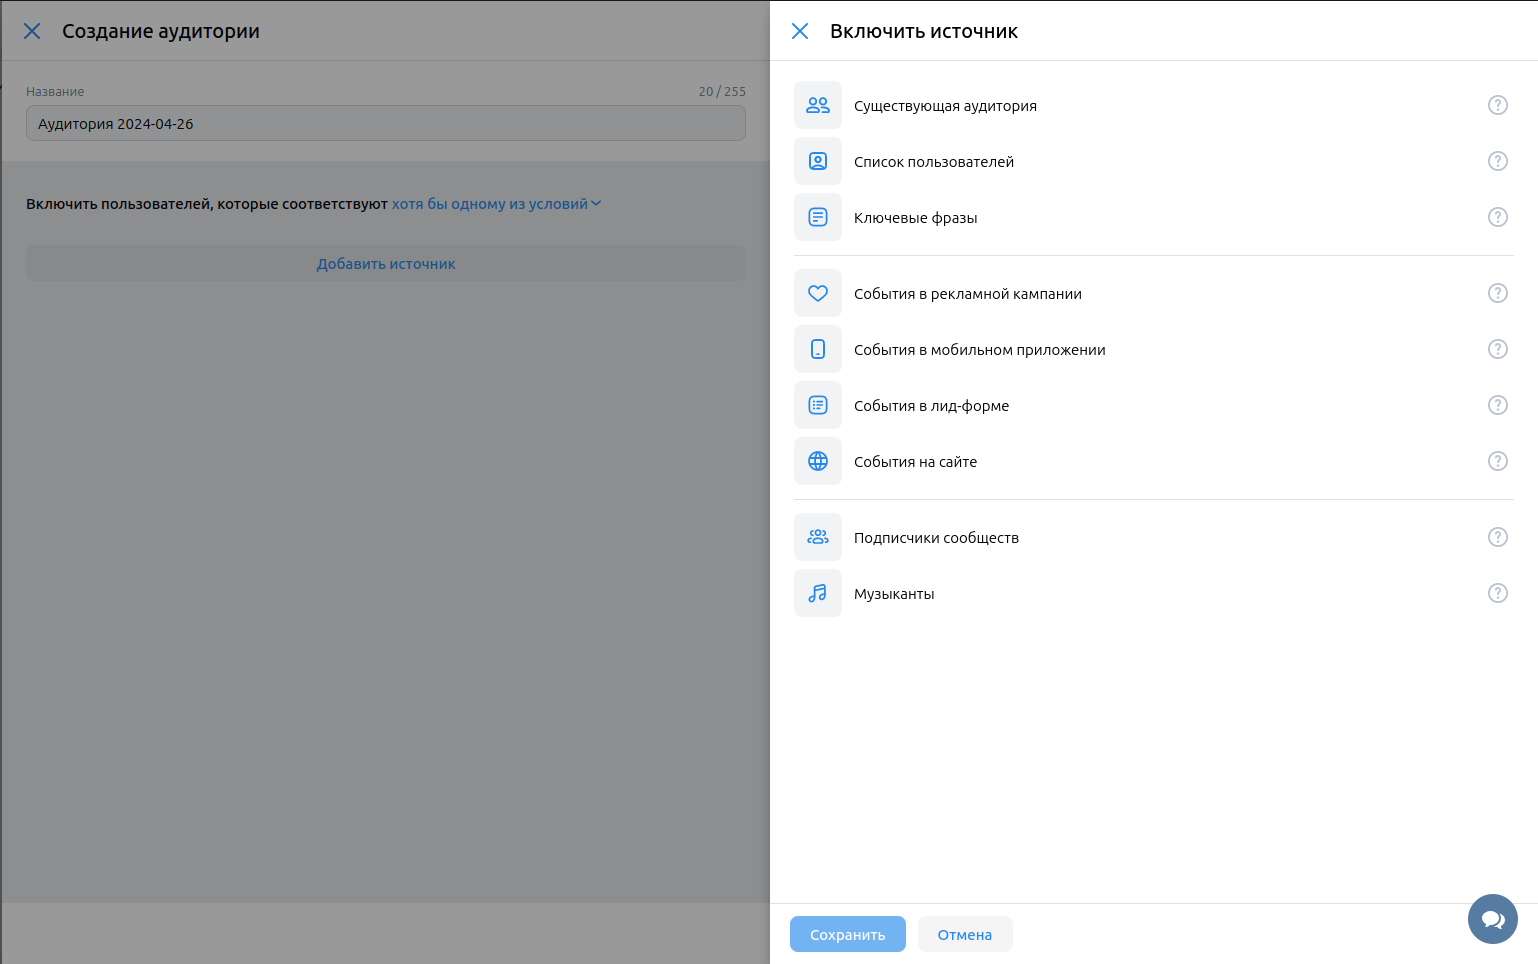 Создание аудитории
Название
20 / 255
Аудитория 2024-04-26
Включить пользователей, которые соответствуют хотя бы одному из условий
Добавить источник
Включить источник
Существующая аудитория
Список пользователей
Ключевые фразы
События в рекламной кампании
События в мобильном приложении
События в лид-форме
События на сайте
Подписчики сообществ
Музыканты
Сохранить
Отмена